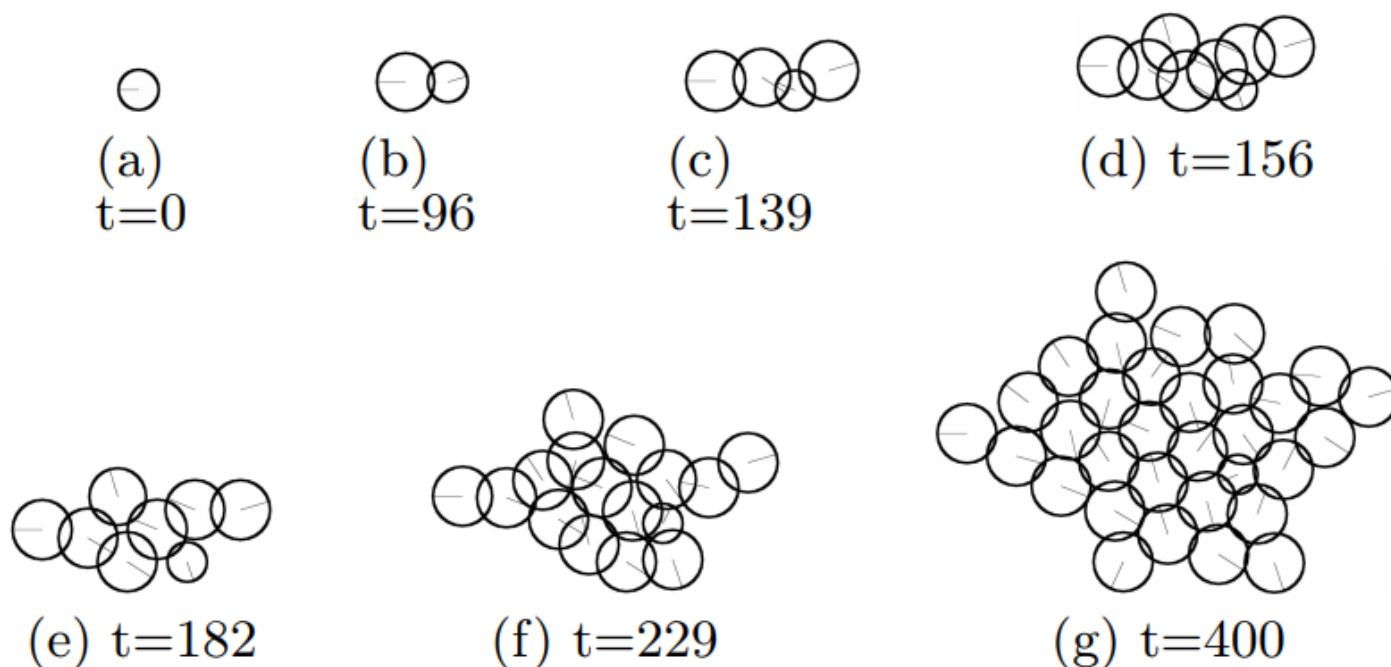 (a)
t=0
(b)
t=96
(c)
t=139
(d) t=156
(e) t=182
(f) t=229
(g) t=400